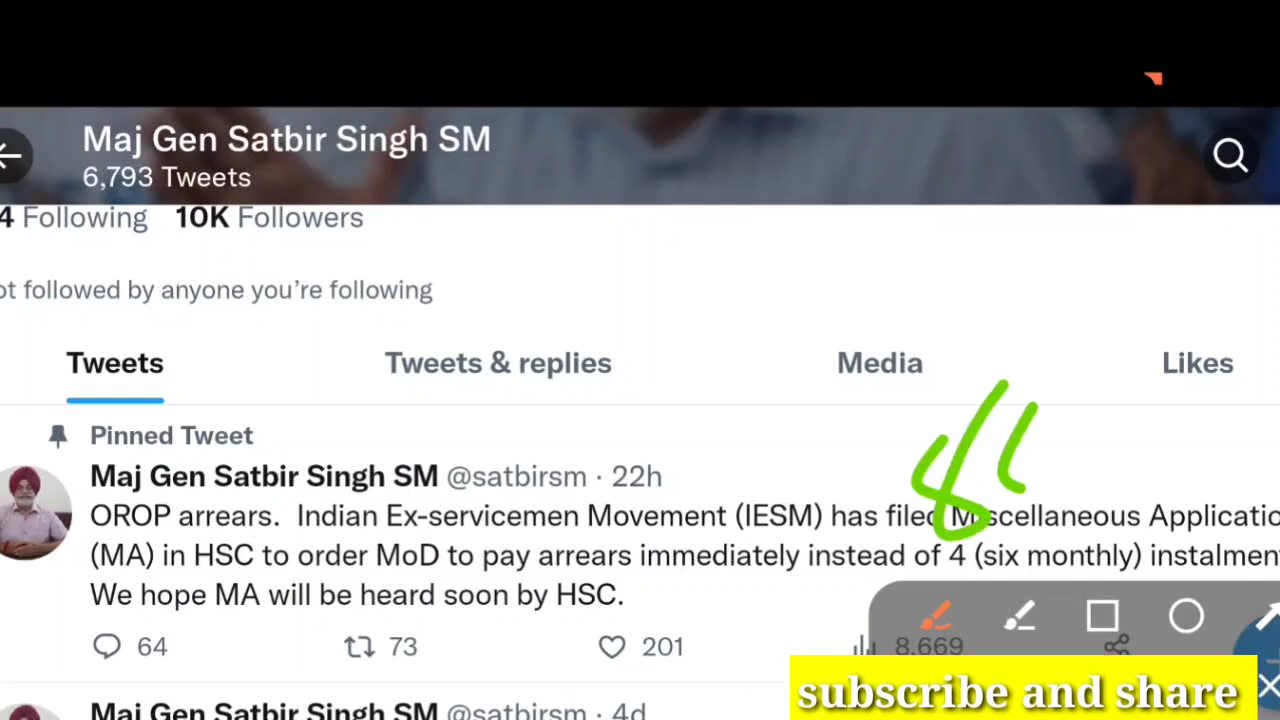 Maj Gen Satbir Singh SM
6,793 Tweets
4 Following 10K Followers
ot followed by anyone you're following
Tweets Tweets & replies Media Likes
Pinned Tweet
Maj Gen Satbir Singh SM @satbirsm · 22h
OROP arrears. Indian Ex-servicemen Movement (IESM) has filed Miscellaneous Applicatio
(MA) in HSC to order MoD to pay arrears immediately instead of 4 (six monthly) instalmen
We hope MA will be heard soon by HSC.
64 73 201 8,669
subscribe and share
Maj Gen Satbir Singh SM @satbirsm · 4d